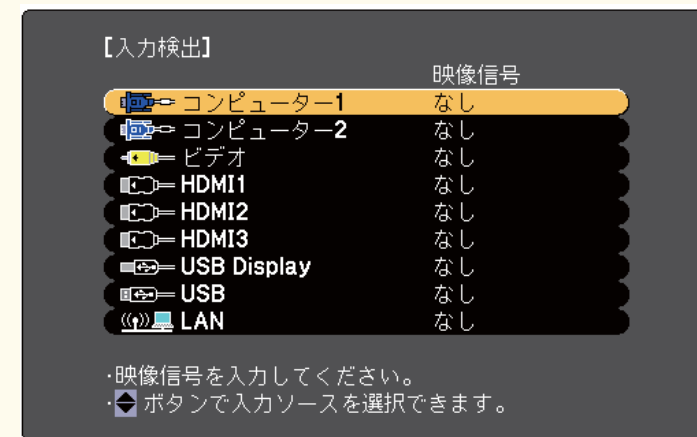 【入力検出】
映像信号
コンピューター1 なし
コンピューター2 なし
ビデオ なし
HDMI1 なし
HDMI2 なし
HDMI3 なし
USB Display なし
USB なし
LAN なし
・映像信号を入力してください。
・ ボタンで入力ソースを選択できます。